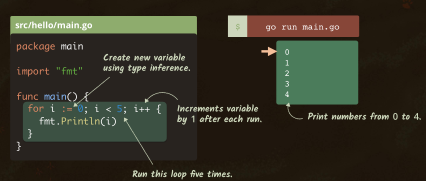 src/hello/main.go
package main
import "fmt"
func main() {
for i := 0; i < 5; i++ {
fmt.Println(i)
}
}
Create new variable
using type inference.
Increments variable
by 1 after each run.
Run this loop five times.
$ go run main.go
0
1
2
3
4
Print numbers from 0 to 4.